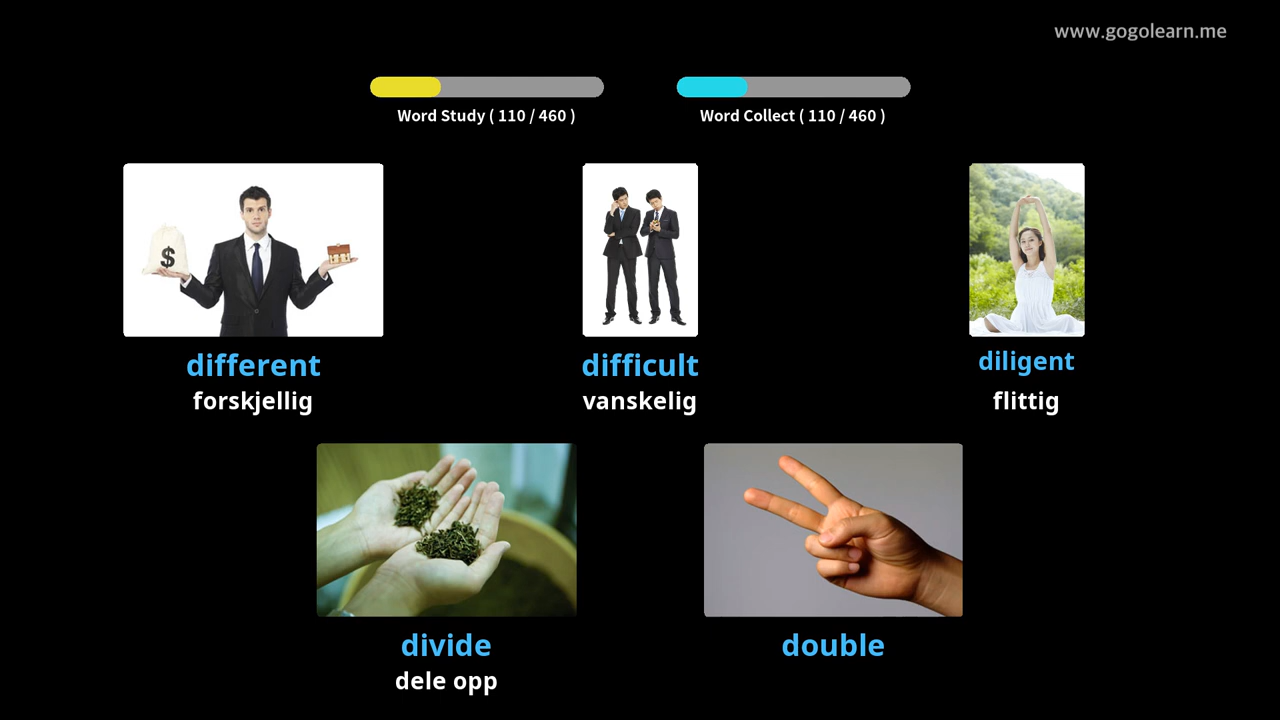 www.gogolearn.me
Word Study ( 110 / 460 )
Word Collect ( 110 / 460 )
$
different
forskjellig
difficult
vanskelig
diligent
flittig
divide
dele opp
double